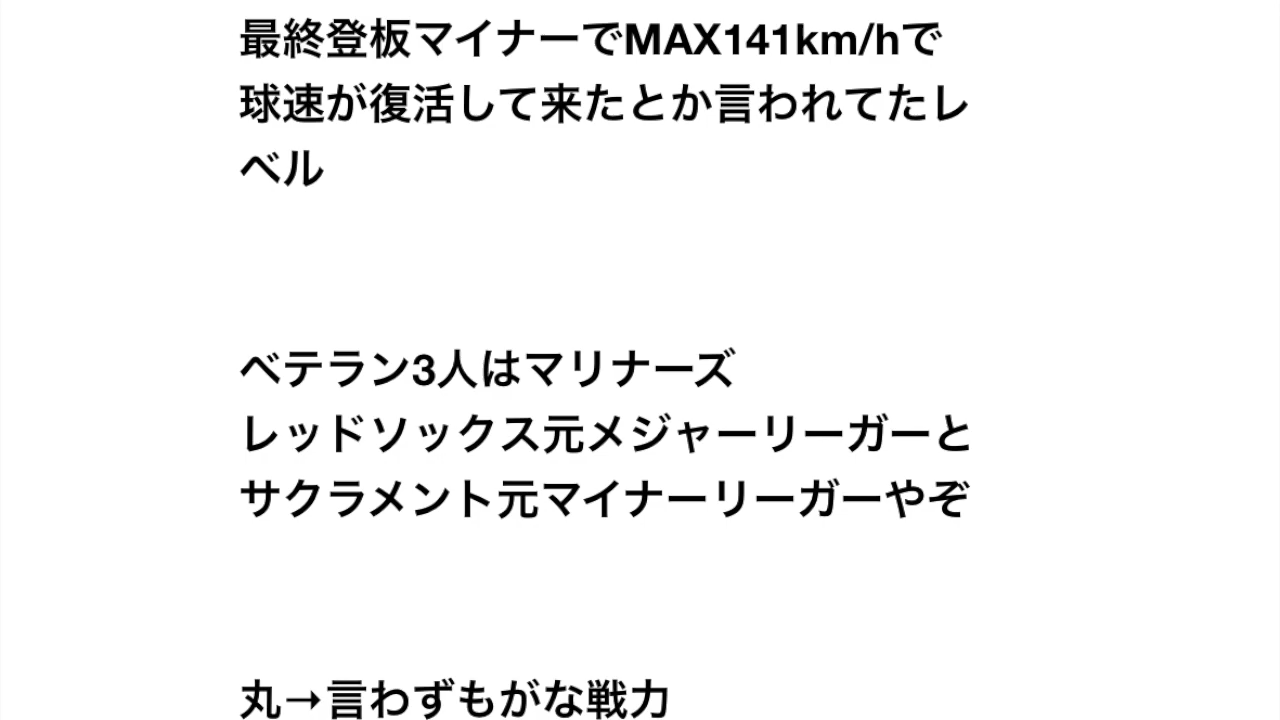 最終登板マイナーでMAX141km/hで
球速が復活して来たとか言われてたレ
ベル
ベテラン3人はマリナーズ
レッドソックス元メジャーリーガーと
サクラメント元マイナーリーガーやぞ
丸→言わずもがな戦力